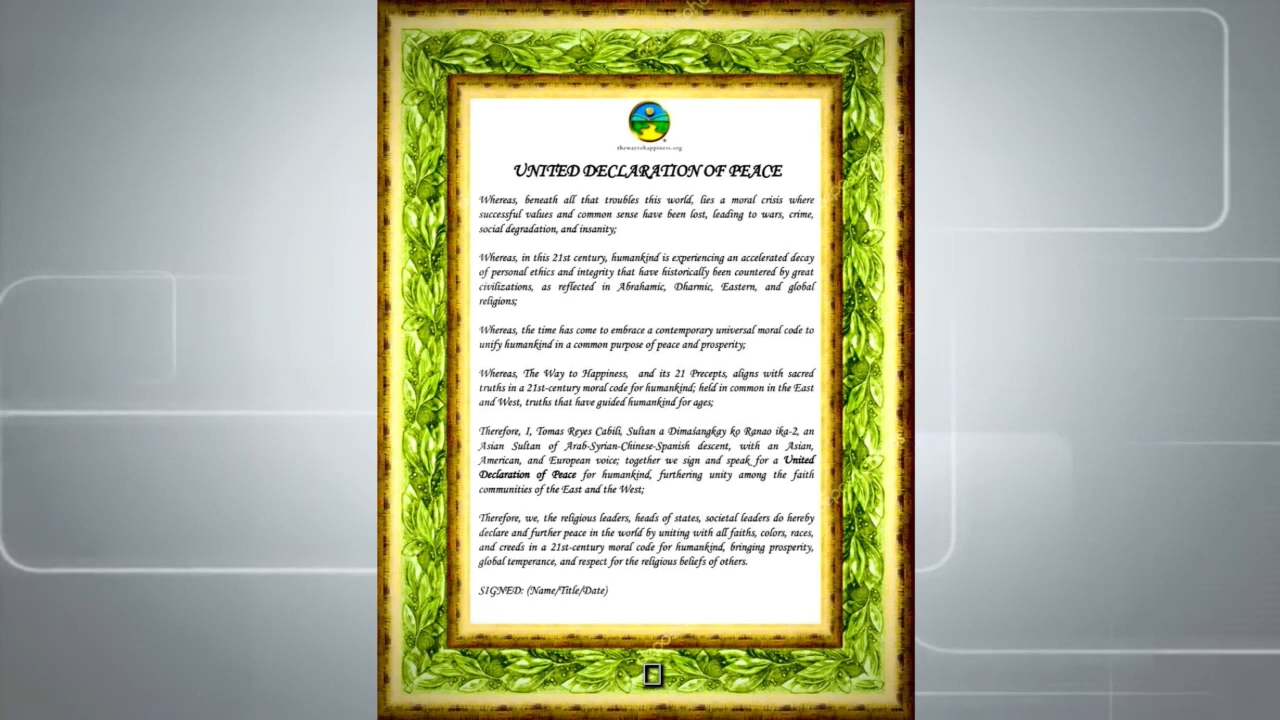 thewaytohappiness.org
UNITED DECLARATION OF PEACE
Whereas, beneath all that troubles this world, lies a moral crisis where
successful values and common sense have been lost, leading to wars, crime,
social degradation, and insanity;
Whereas, in this 21st century, humankind is experiencing an accelerated decay
of personal ethics and integrity that have historically been countered by great
civilizations, as reflected in Abrahamic, Dharmic, Eastern, and global
religions;
Whereas, the time has come to embrace a contemporary universal moral code to
unify humankind in a common purpose of peace and prosperity;
Whereas, The Way to Happiness, and its 21 Precepts, aligns with sacred
truths in a 21st-century moral code for humankind; held in common in the East
and West, truths that have guided humankind for ages;
Therefore, I, Tomas Reyes Cabili, Sultan a Dimasangkay ko Ranao ika-2, an
Asian Sultan of Arab-Syrian-Chinese-Spanish descent, with an Asian,
American, and European voice; together we sign and speak for a United
Declaration of Peace for humankind, furthering unity among the faith
communities of the East and the West;
Therefore, we, the religious leaders, heads of states, societal leaders do hereby
declare and further peace in the world by uniting with all faiths, colors, races,
and creeds in a 21st-century moral code for humankind, bringing prosperity,
global temperance, and respect for the religious beliefs of others.
SIGNED: (Name/Title/Date)